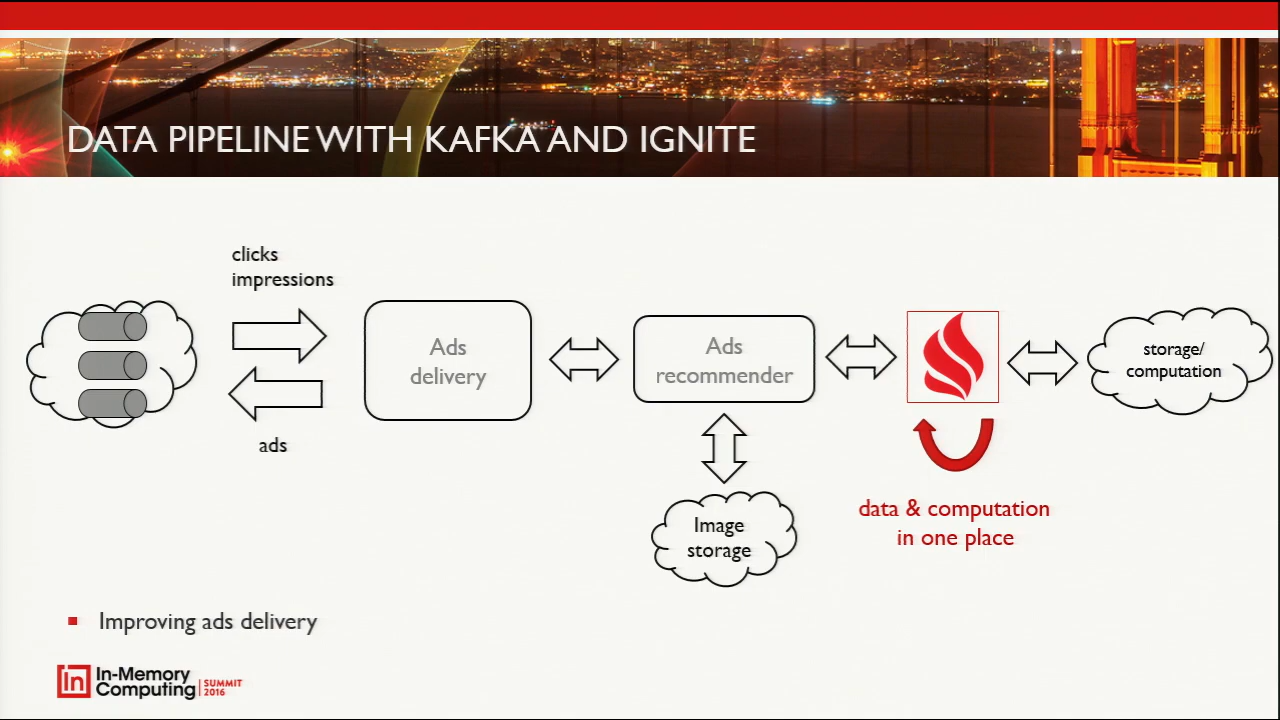 DATA PIPELINE WITH KAFKA AND IGNITE
clicks
impressions
Ads
delivery
ads
Ads
recommender
storage/
computation
Image
storage
data & computation
in one place
Improving ads delivery
in In-Memory
Computing
SUMMIT
2016